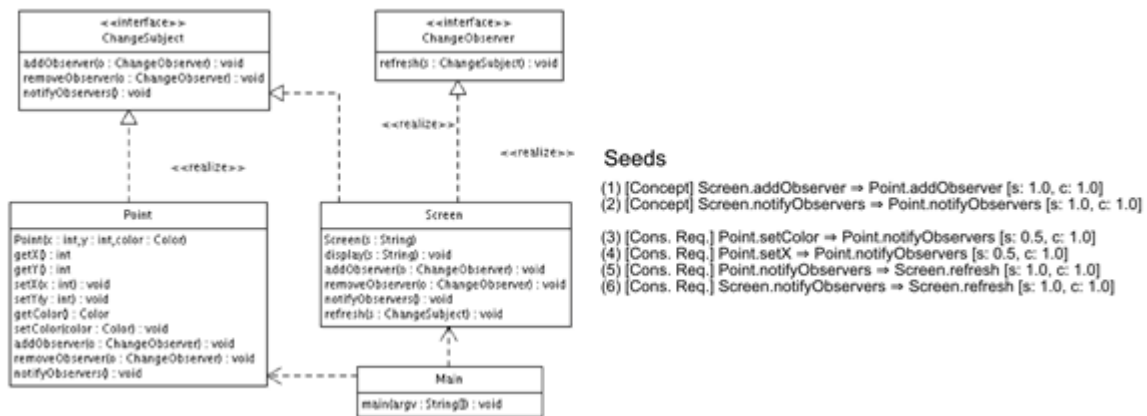 <<interface>>
ChangeSubject
addObserver(o : ChangeObserver) : void
removeObserver(o : ChangeObserver) : void
notifyObservers() : void
<<interface>>
ChangeObserver
refresh(s : ChangeSubject) : void
<<realize>>
<<realize>>
<<realize>>
Point
Point(x : int,y : int,color : Color)
getX() : int
getY() : int
setX(x : int) : void
setY(y : int) : void
getColor() : Color
setColor(color : Color) : void
addObserver(o : ChangeObserver) : void
removeObserver(o : ChangeObserver) : void
notifyObservers() : void
Screen
Screen(s : String)
display(s : String) : void
addObserver(o : ChangeObserver) : void
removeObserver(o : ChangeObserver) : void
notifyObservers() : void
refresh(s : ChangeSubject) : void
Main
main(argv : String[]) : void
Seeds
(1) [Concept] Screen.addObserver ⇒ Point.addObserver [s: 1.0, c: 1.0]
(2) [Concept] Screen.notifyObservers ⇒ Point.notifyObservers [s: 1.0, c: 1.0]
(3) [Cons. Req.] Point.setColor ⇒ Point.notifyObservers [s: 0.5, c: 1.0]
(4) [Cons. Req.] Point.setX ⇒ Point.notifyObservers [s: 0.5, c: 1.0]
(5) [Cons. Req.] Point.notifyObservers ⇒ Screen.refresh [s: 1.0, c: 1.0]
(6) [Cons. Req.] Screen.notifyObservers ⇒ Screen.refresh [s: 1.0, c: 1.0]